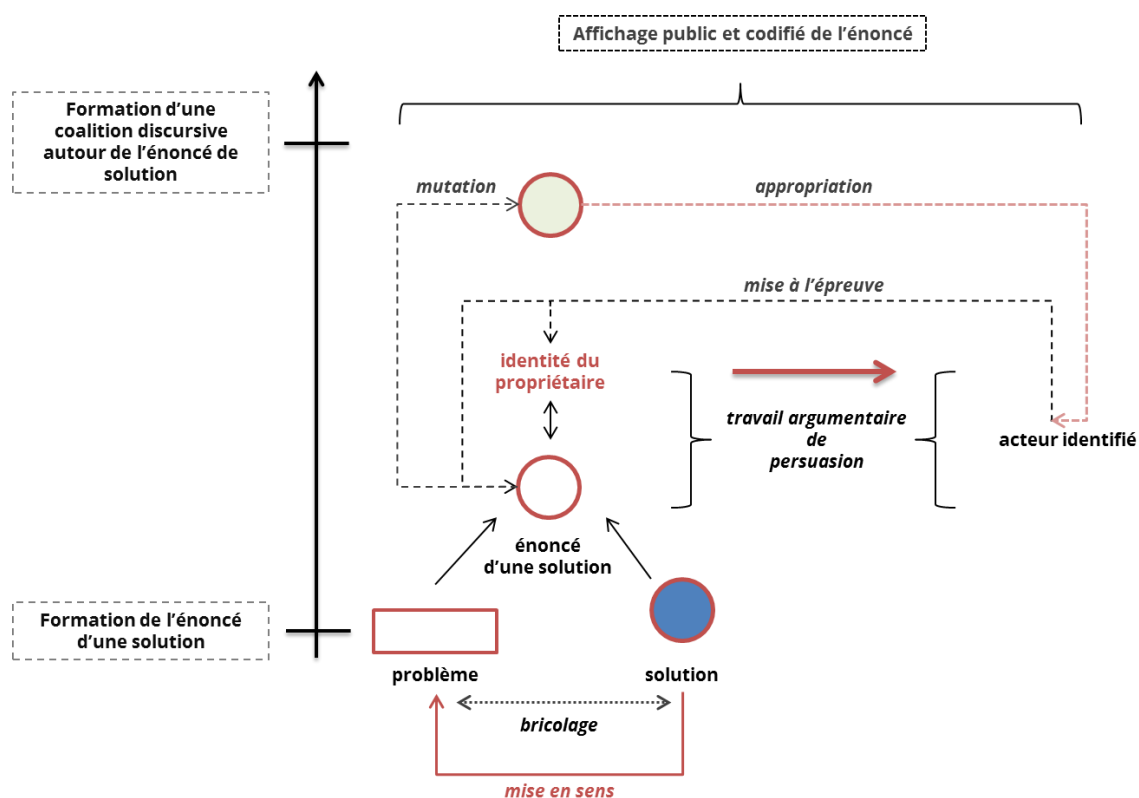 Affichage public et codifié de l’énoncé
Formation d’une
coalition discursive
autour de l’énoncé de
solution
mutation
appropriation
mise à l’épreuve
identité du
propriétaire
travail argumentaire
de
persuasion
acteur identifié
énoncé
d’une solution
Formation de l’énoncé
d’une solution
problème
solution
bricolage
mise en sens